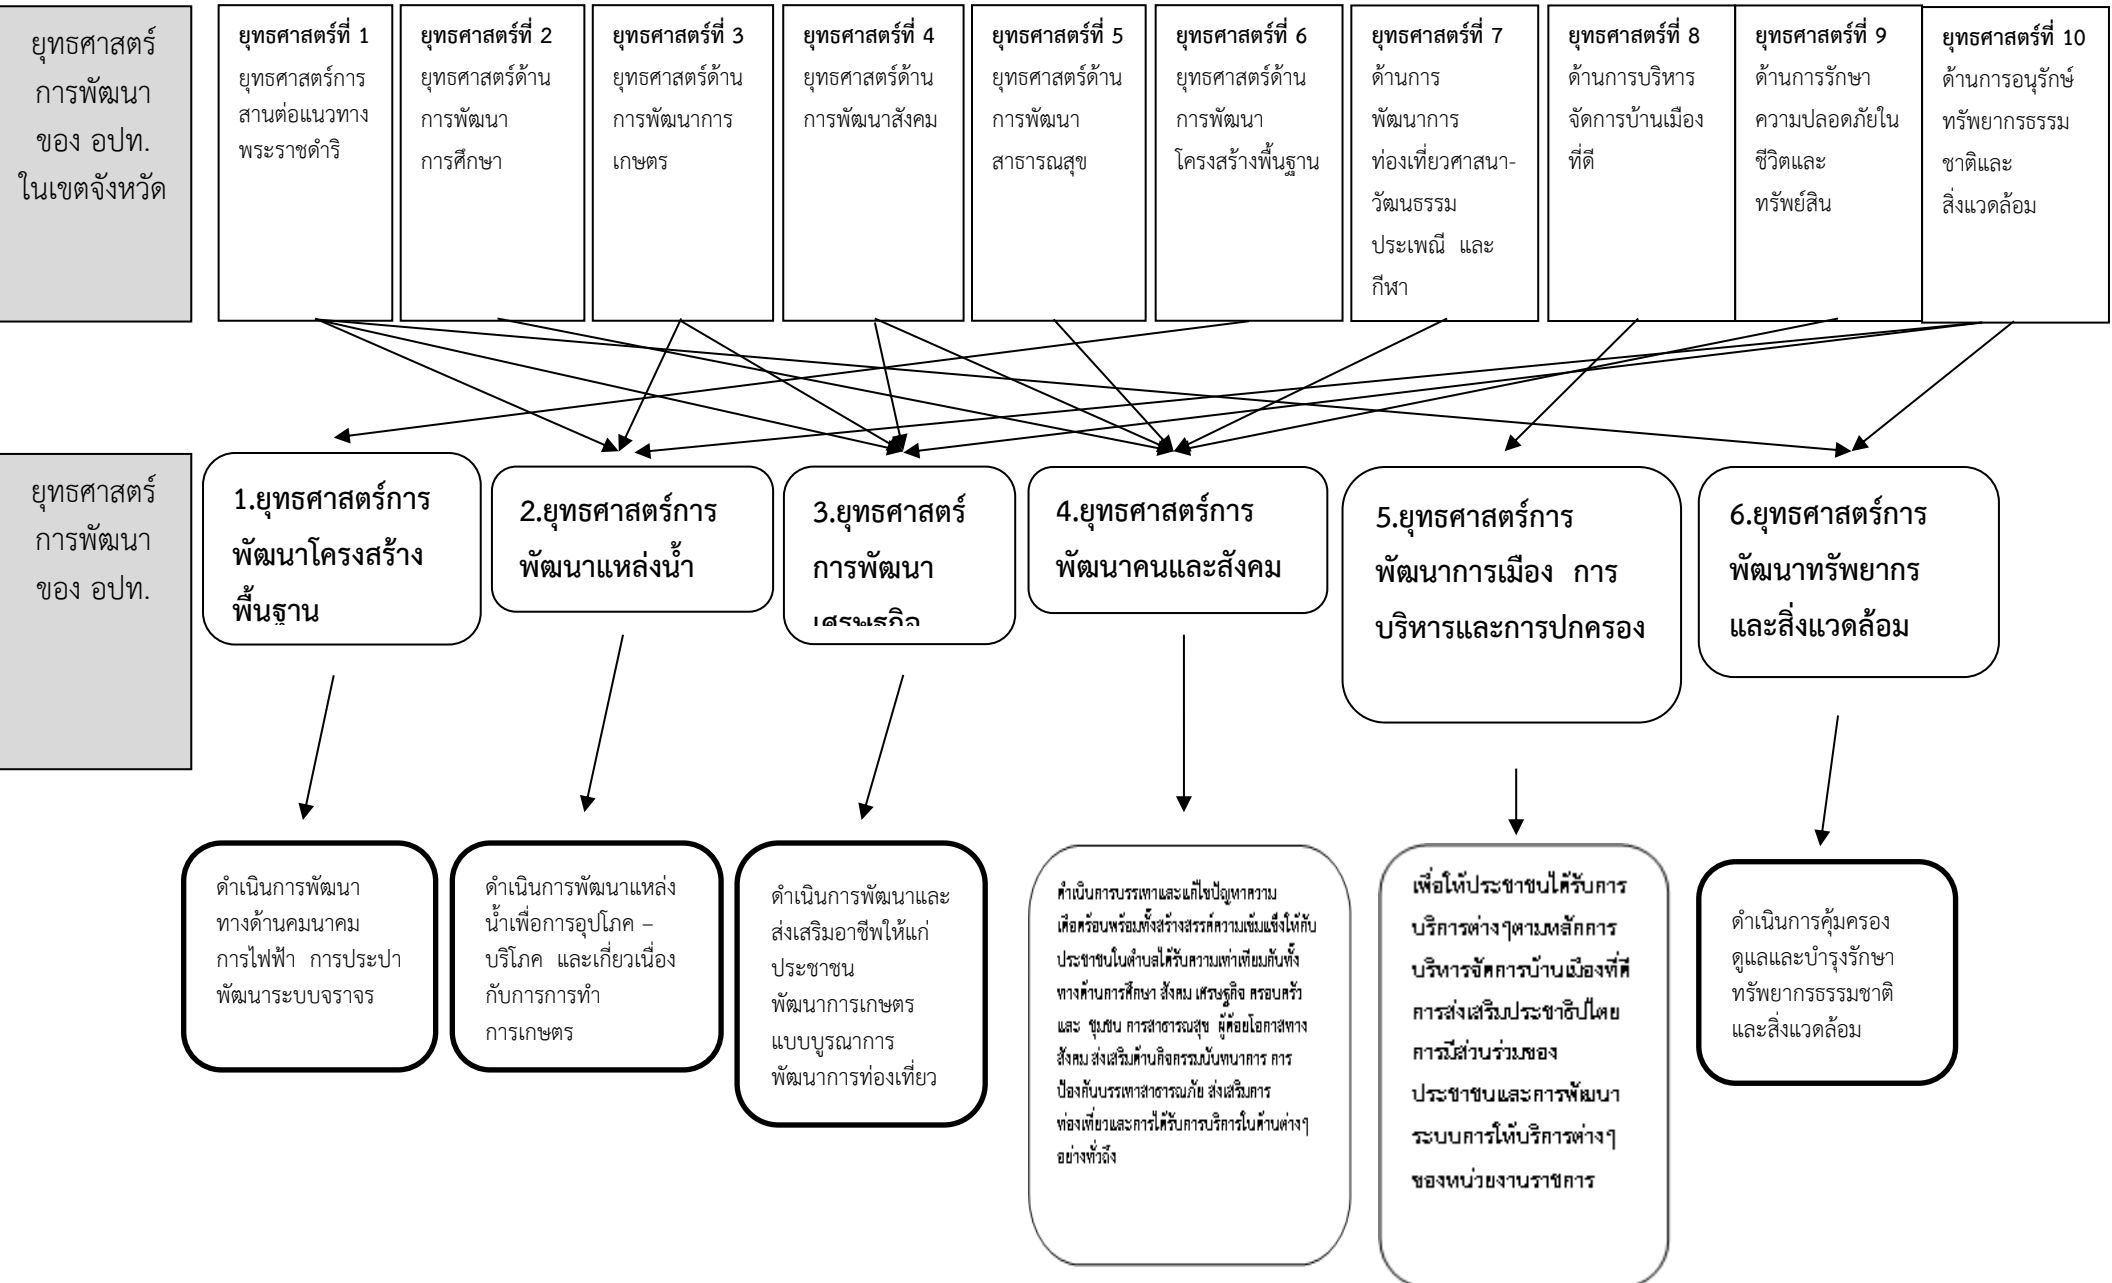 ยุทธศาสตร์
การพัฒนา
ของ อปท.
ในเขตจังหวัด
ยุทธศาสตร์ที่ 1
ยุทธศาสตร์การ
สานต่อแนวทาง
พระราชดำริ
ยุทธศาสตร์ที่ 2
ยุทธศาสตร์ด้าน
การพัฒนา
การศึกษา
ยุทธศาสตร์ที่ 3
ยุทธศาสตร์ด้าน
การพัฒนาการ
เกษตร
ยุทธศาสตร์ที่ 4
ยุทธศาสตร์ด้าน
การพัฒนาสังคม
ยุทธศาสตร์ที่ 5
ยุทธศาสตร์ด้าน
การพัฒนา
สาธารณสุข
ยุทธศาสตร์ที่ 6
ยุทธศาสตร์ด้าน
การพัฒนา
โครงสร้างพื้นฐาน
ยุทธศาสตร์ที่ 7
ด้านการ
พัฒนาการ
ท่องเที่ยวศาสนา-
วัฒนธรรม
ประเพณี และ
กีฬา
ยุทธศาสตร์ที่ 8
ด้านการบริหาร
จัดการบ้านเมือง
ที่ดี
ยุทธศาสตร์ที่ 9
ด้านการรักษา
ความปลอดภัยใน
ชีวิตและ
ทรัพย์สิน
ยุทธศาสตร์ที่ 10
ด้านการอนุรักษ์
ทรัพยากรธรรม
ชาติและ
สิ่งแวดล้อม
ยุทธศาสตร์
การพัฒนา
ของ อปท.
1.ยุทธศาสตร์การ
พัฒนาโครงสร้าง
พื้นฐาน
2.ยุทธศาสตร์การ
พัฒนาแหล่งน้ำ
3.ยุทธศาสตร์
การพัฒนา
เศรษฐกิจ
4.ยุทธศาสตร์การ
พัฒนาคนและสังคม
5.ยุทธศาสตร์การ
พัฒนาการเมือง การ
บริหารและการปกครอง
6.ยุทธศาสตร์การ
พัฒนาทรัพยากร
และสิ่งแวดล้อม
ดำเนินการพัฒนา
ทางด้านคมนาคม
การไฟฟ้า การประปา
พัฒนาระบบจราจร
ดำเนินการพัฒนาแหล่ง
น้ำเพื่อการอุปโภค –
บริโภค และเกี่ยวเนื่อง
กับการการทำ
การเกษตร
ดำเนินการพัฒนาและ
ส่งเสริมอาชีพให้แก่
ประชาชน
พัฒนาการเกษตร
แบบบูรณาการ
พัฒนาการท่องเที่ยว
ดำเนินการบรรเทาและแก้ไขปัญหาความ
เดือดร้อนพร้อมทั้งสร้างสรรค์ความเข้มแข็งให้กับ
ประชาชนในตำบลได้รับความเท่าเทียมกันทั้ง
ทางด้านการศึกษา สังคม เศรษฐกิจ ครอบครัว
และ ชุมชน การสาธารณสุข ผู้ด้อยโอกาสทาง
สังคม ส่งเสริมด้านกิจกรรมนันทนาการ การ
ป้องกันบรรเทาสาธารณภัย ส่งเสริมการ
ท่องเที่ยวและการได้รับการบริการในด้านต่างๆ
อย่างทั่วถึง
เพื่อให้ประชาชนได้รับการ
บริการต่างๆตามหลักการ
บริหารจัดการบ้านเมืองที่ดี
การส่งเสริมประชาธิปไตย
การมีส่วนร่วมของ
ประชาชนและการพัฒนา
ระบบการให้บริการต่างๆ
ของหน่วยงานราชการ
ดำเนินการคุ้มครอง
ดูแลและบำรุงรักษา
ทรัพยากรธรรมชาติ
และสิ่งแวดล้อม